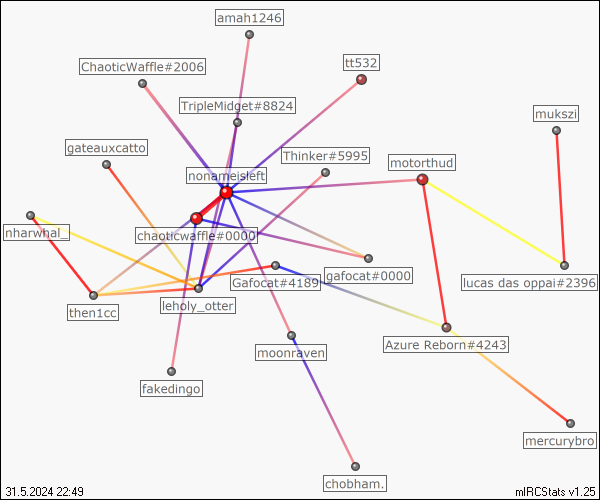 amah1246
ChaoticWaffle#2006
tt532
TripleMidget#8824
mukszi
gateauxcatto
Thinker#5995
motorthud
nonameisleft
nharwhal_
chaoticwaffle#0000
Gafocat#4189
gafocat#0000
lucas das oppai#2396
then1cc
leholy_otter
Azure Reborn#4243
moonraven
fakedingo
mercurybro
chobham.
31.5.2024 22:49
mIRCStats v1.25